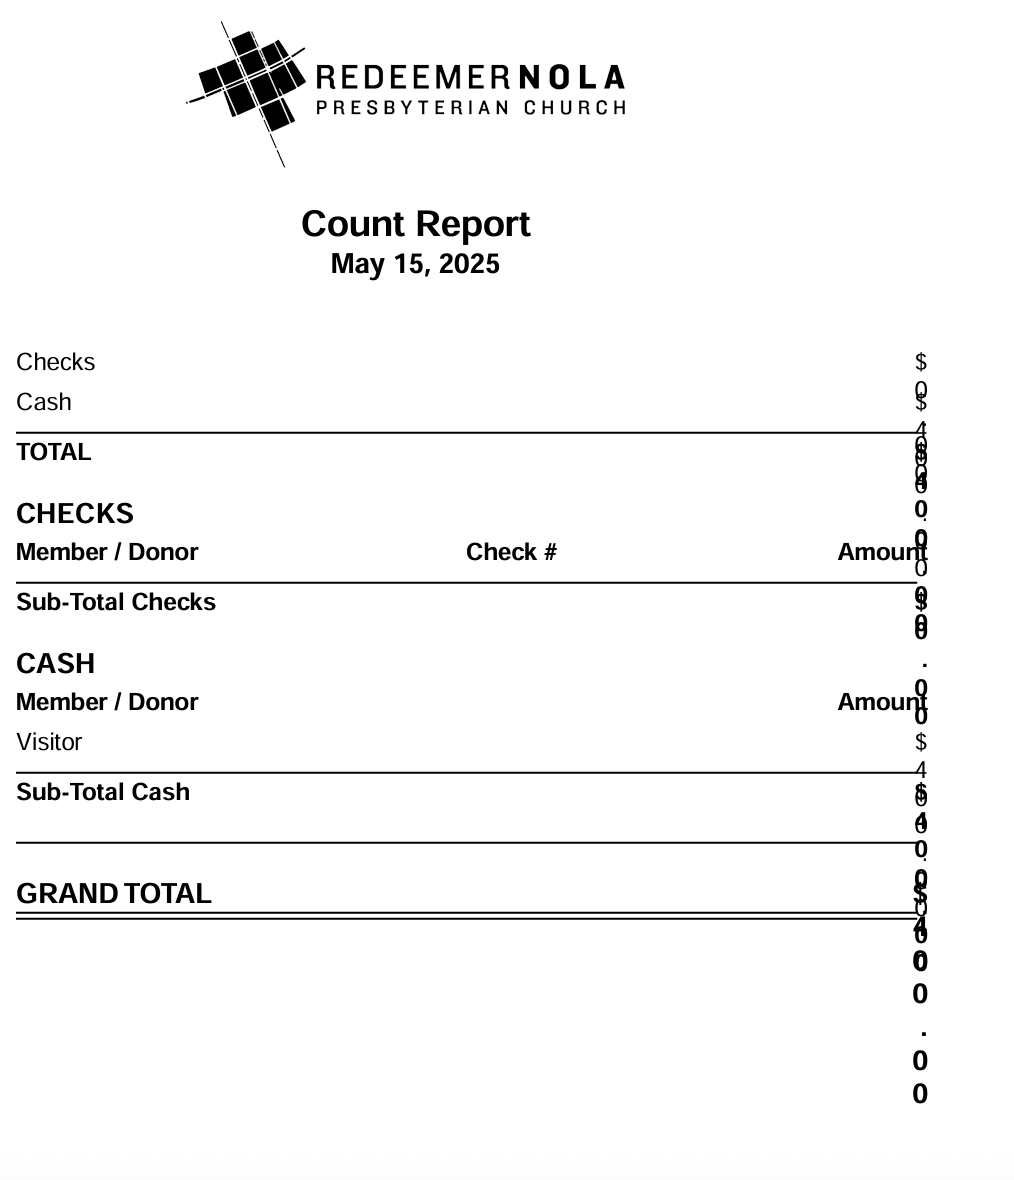 REDEEMERNOLA
PRESBYTERIAN CHURCH
Count Report
May 15, 2025
Checks $0.00
Cash $400.00
TOTAL $400.00
CHECKS
Member / Donor Check # Amount
Sub-Total Checks $0.00
CASH
Member / Donor Amount
Visitor $400.00
Sub-Total Cash $400.00
GRAND TOTAL $400.00